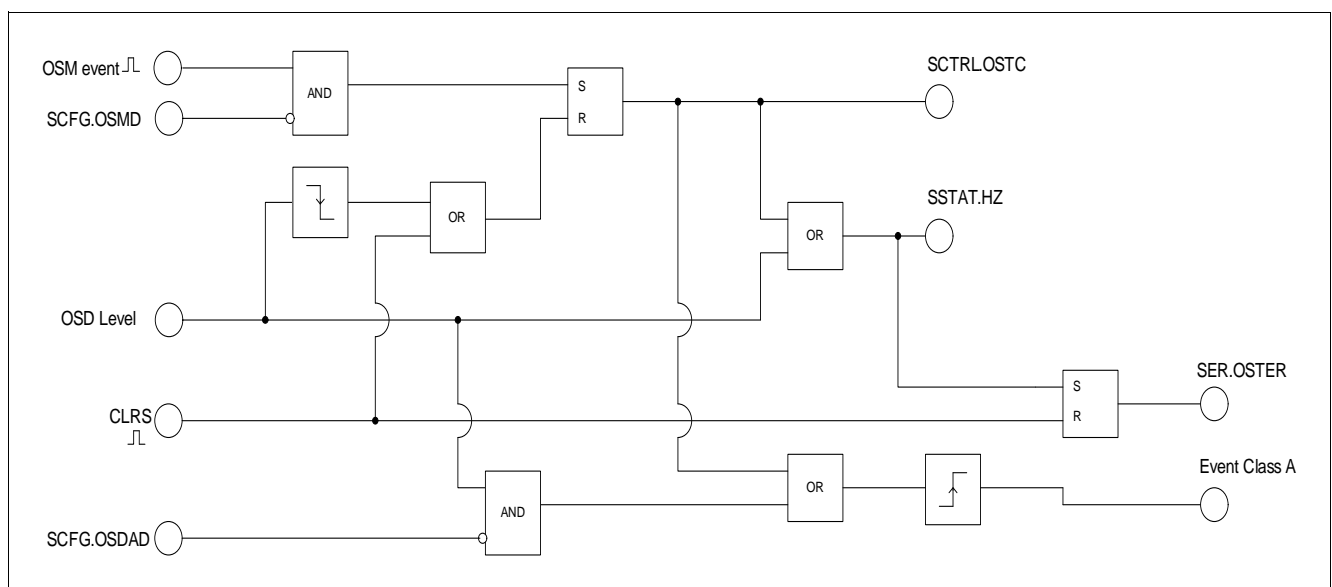 OSM event
SCFG.OSMD
AND
S
R
SCTRL.OSTC
OR
OR
SSTAT.HZ
OSD Level
CLRS
S
R
SER.OSTER
SCFG.OSDAD
AND
OR
Event Class A